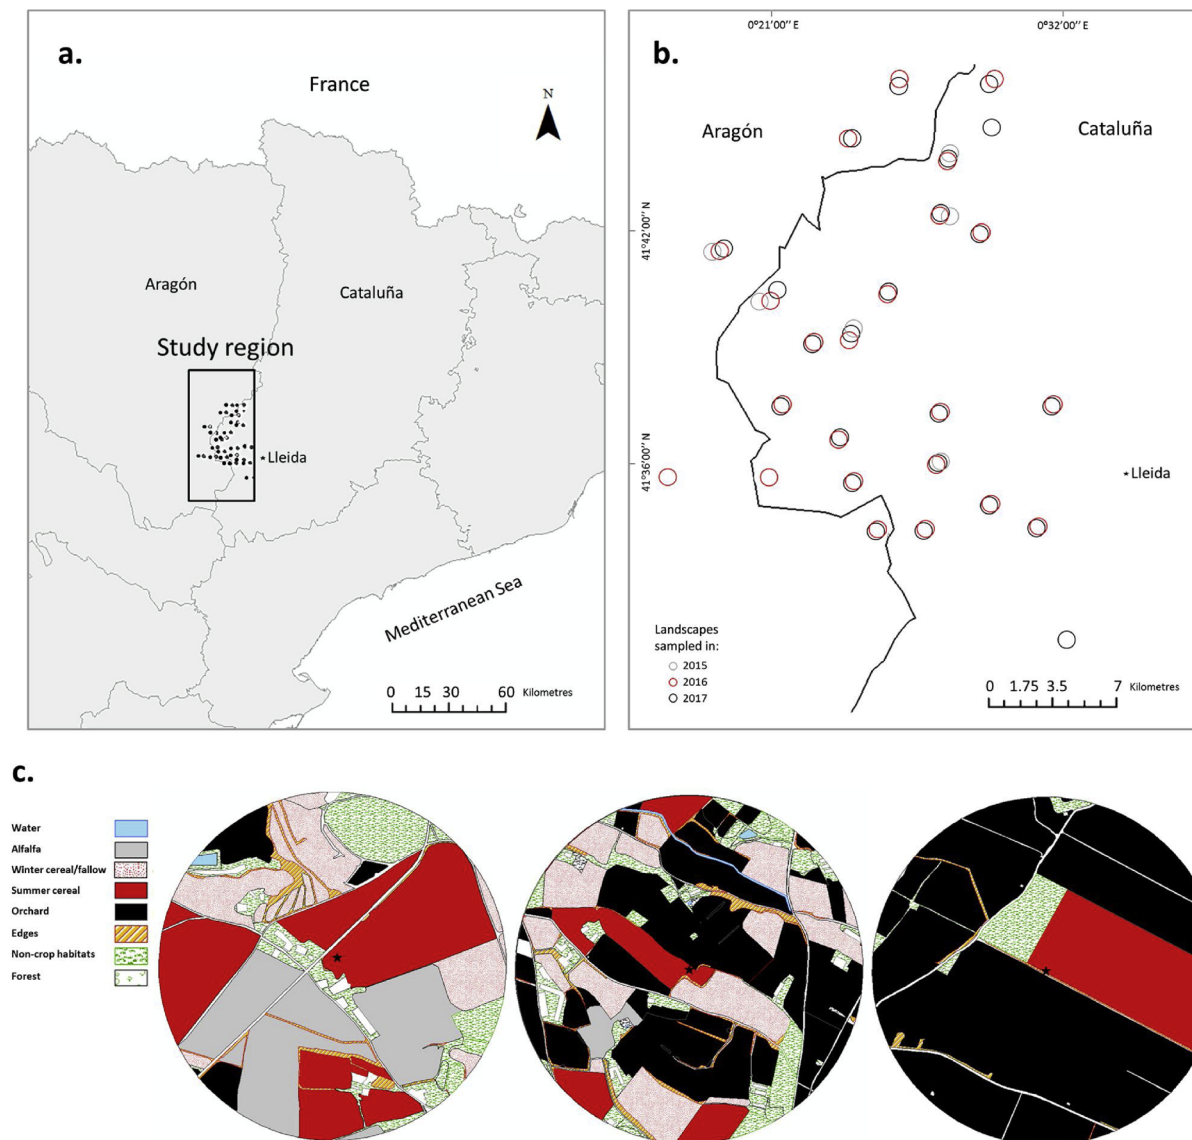 a.
France
N
Aragón
Cataluña
Study region
Lleida
Mediterranean Sea
0 15 30 60 Kilometres
b.
0°21'00'' E
0°32'00'' E
Aragón
Cataluña
41°42'00'' N
41°36'00'' N
Lleida
Landscapes
sampled in:
2015
2016
2017
0 1.75 3.5 7 Kilometres
c.
Water
Alfalfa
Winter cereal/fallow
Summer cereal
Orchard
Edges
Non-crop habitats
Forest